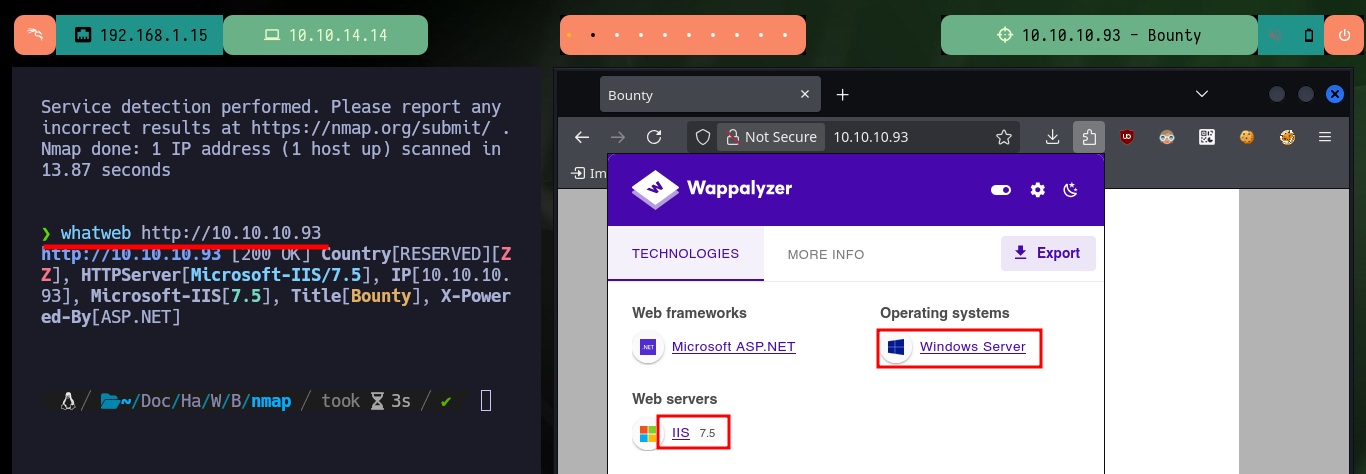 192.168.1.15 10.10.14.14 10.10.10.93 - Bounty
Service detection performed. Please report any
incorrect results at https://nmap.org/submit/ .
Nmap done: 1 IP address (1 host up) scanned in
13.87 seconds
❯ whatweb http://10.10.10.93
http://10.10.10.93 [200 OK] Country[RESERVED][Z
Z], HTTPServer[Microsoft-IIS/7.5], IP[10.10.10.
93], Microsoft-IIS[7.5], Title[Bounty], X-Power
ed-By[ASP.NET]
~/Doc/Ha/W/B/nmap / took 3s / ✔
Bounty
Not Secure 10.10.10.93
Im
Wappalyzer
TECHNOLOGIES MORE INFO Export
Web frameworks Operating systems
.NET Microsoft ASP.NET Windows Server
Web servers
IIS 7.5